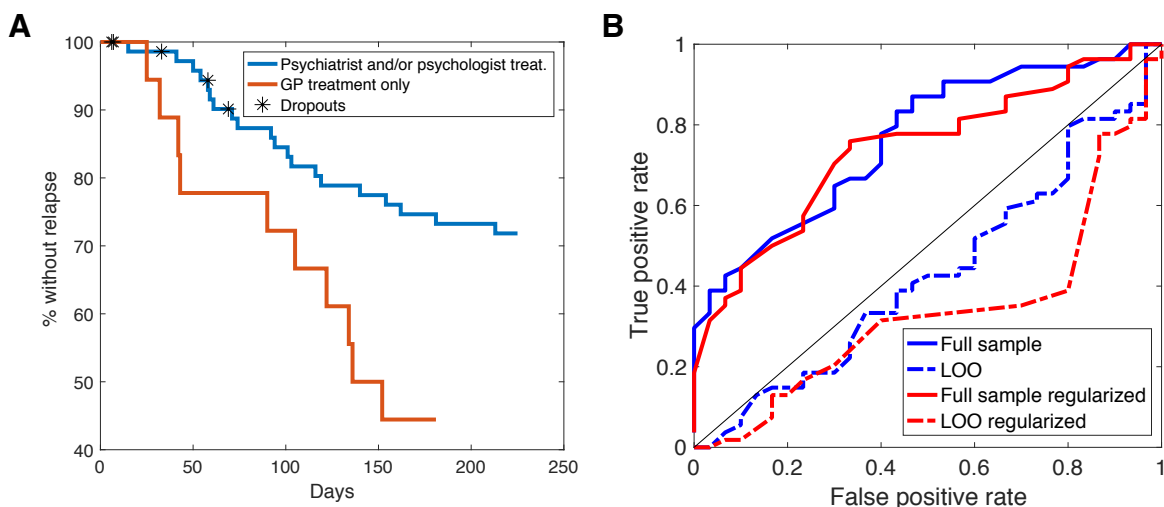 A
100
90
80
70
60
50
40
% without relapse
0
50
100
150
200
250
Days
Psychiatrist and/or psychologist treat.
GP treatment only
Dropouts
B
1
0.8
0.6
0.4
0.2
0
True positive rate
0
0.2
0.4
0.6
0.8
1
False positive rate
Full sample
LOO
Full sample regularized
LOO regularized